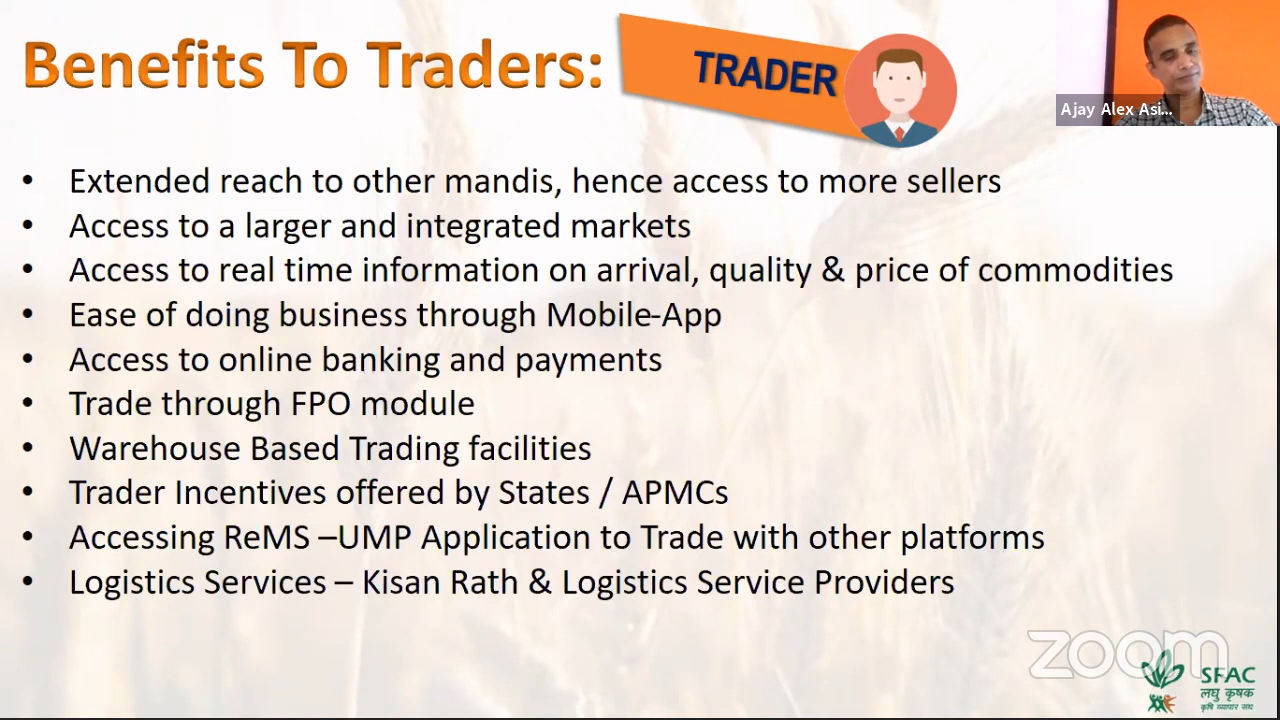 Benefits To Traders:
TRADER
Ajay Alex Asi...
• Extended reach to other mandis, hence access to more sellers
• Access to a larger and integrated markets
• Access to real time information on arrival, quality & price of commodities
• Ease of doing business through Mobile-App
• Access to online banking and payments
• Trade through FPO module
• Warehouse Based Trading facilities
• Trader Incentives offered by States / APMCs
• Accessing ReMS –UMP Application to Trade with other platforms
• Logistics Services – Kisan Rath & Logistics Service Providers
zoom
SFAC
लघु कृषक
कृषि व्यापार संघ